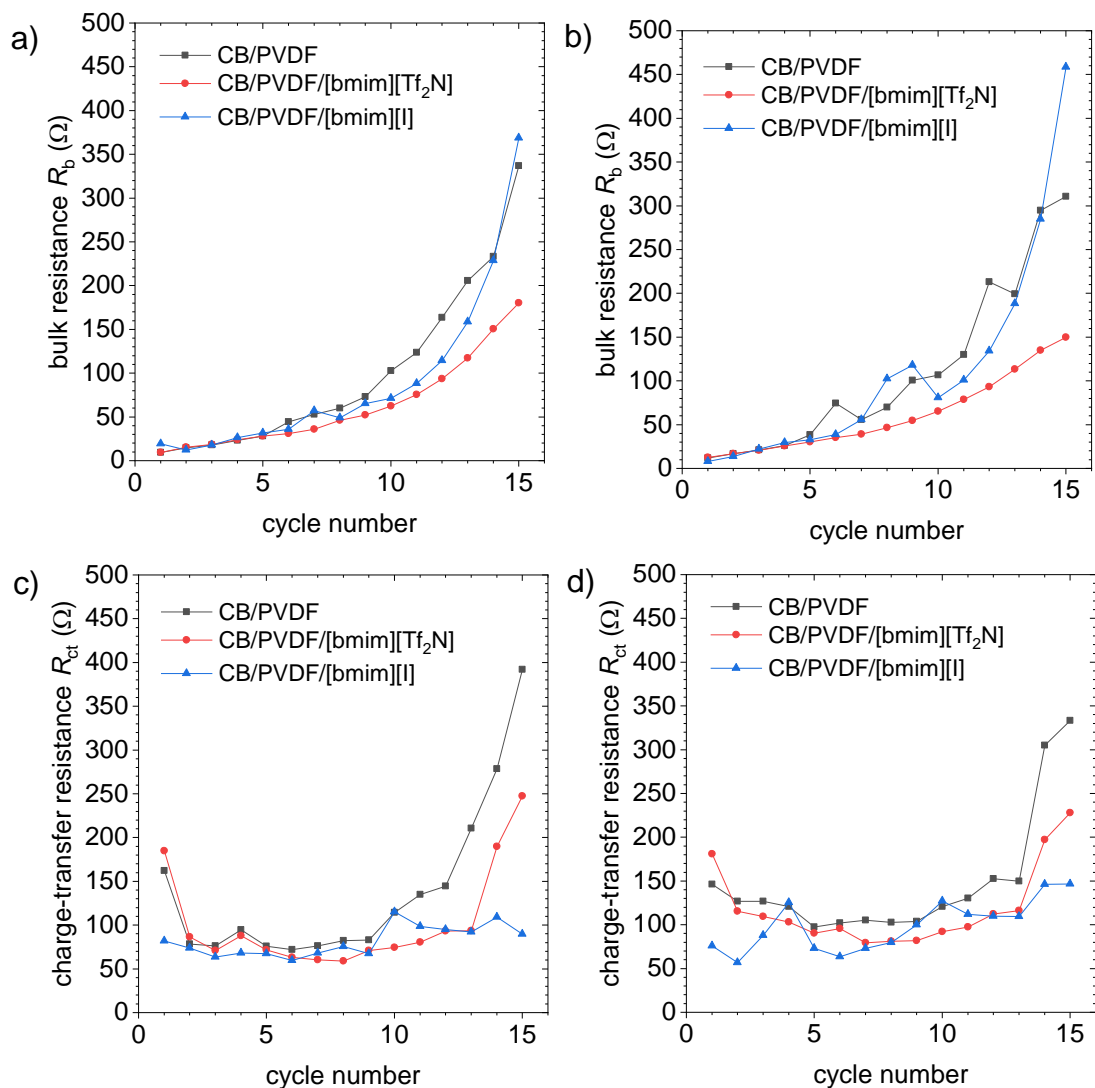 a)
500
450
400
350
300
250
200
150
100
50
0
bulk resistance R_b (Ω)
CB/PVDF
CB/PVDF/[bmim][Tf₂N]
CB/PVDF/[bmim][I]
0 5 10 15
cycle number
b)
500
450
400
350
300
250
200
150
100
50
0
bulk resistance R_b (Ω)
CB/PVDF
CB/PVDF/[bmim][Tf₂N]
CB/PVDF/[bmim][I]
0 5 10 15
cycle number
c)
500
450
400
350
300
250
200
150
100
50
0
charge-transfer resistance R_ct (Ω)
CB/PVDF
CB/PVDF/[bmim][Tf₂N]
CB/PVDF/[bmim][I]
0 5 10 15
cycle number
d)
500
450
400
350
300
250
200
150
100
50
0
charge-transfer resistance R_ct (Ω)
CB/PVDF
CB/PVDF/[bmim][Tf₂N]
CB/PVDF/[bmim][I]
0 5 10 15
cycle number